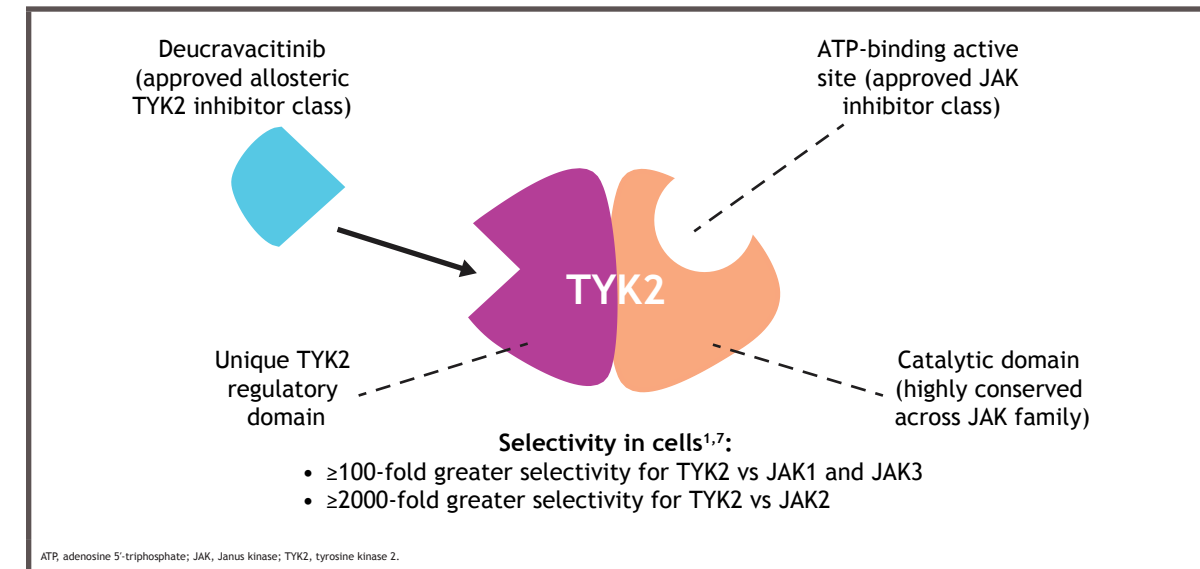 Deucravacitinib
(approved allosteric
TYK2 inhibitor class)
ATP-binding active
site (approved JAK
inhibitor class)
TYK2
Unique TYK2
regulatory
domain
Catalytic domain
(highly conserved
across JAK family)
Selectivity in cells¹,⁷:
• ≥100-fold greater selectivity for TYK2 vs JAK1 and JAK3
• ≥2000-fold greater selectivity for TYK2 vs JAK2
ATP, adenosine 5′-triphosphate; JAK, Janus kinase; TYK2, tyrosine kinase 2.